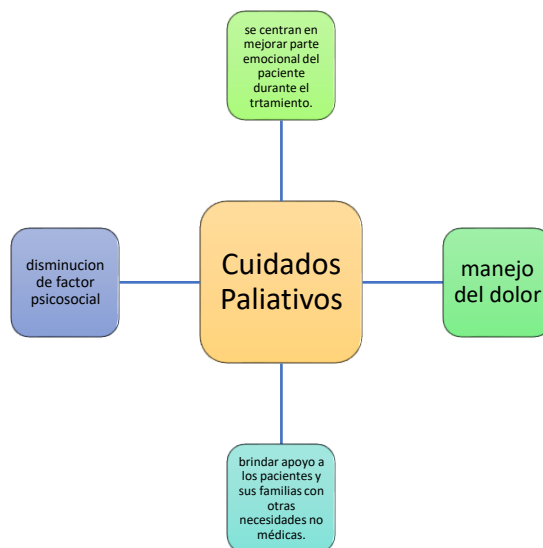 se centran en
mejorar parte
emocional del
paciente
durante el
trtamiento.
disminucion
de factor
psicosocial
Cuidados
Paliativos
manejo
del dolor
brindar apoyo a
los pacientes y
sus familias con
otras
necesidades no
médicas.